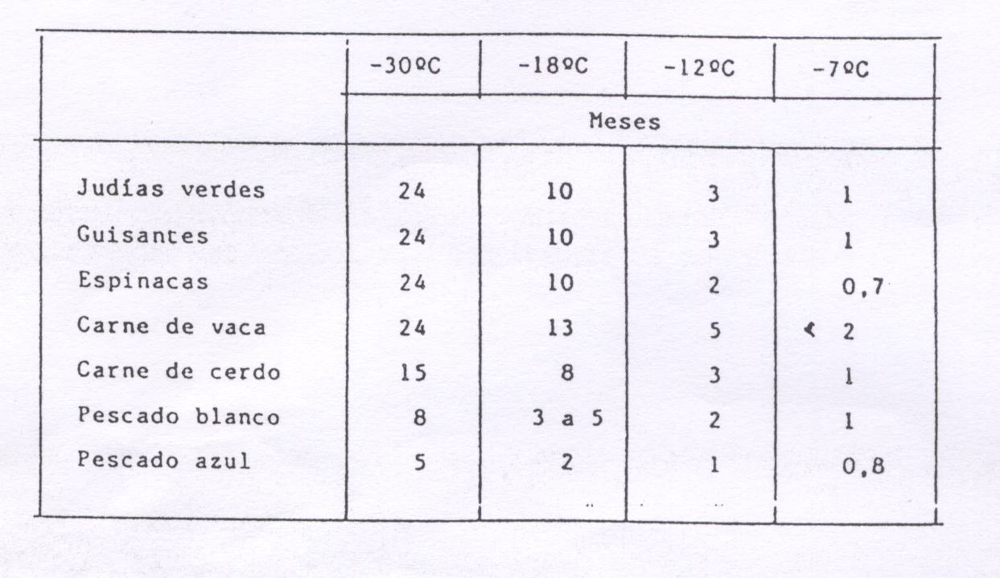 -30ºC -18ºC -12ºC -7ºC
Meses
Judías verdes 24 10 3 1
Guisantes 24 10 3 1
Espinacas 24 10 2 0,7
Carne de vaca 24 13 5 < 2
Carne de cerdo 15 8 3 1
Pescado blanco 8 3 a 5 2 1
Pescado azul 5 2 1 0,8